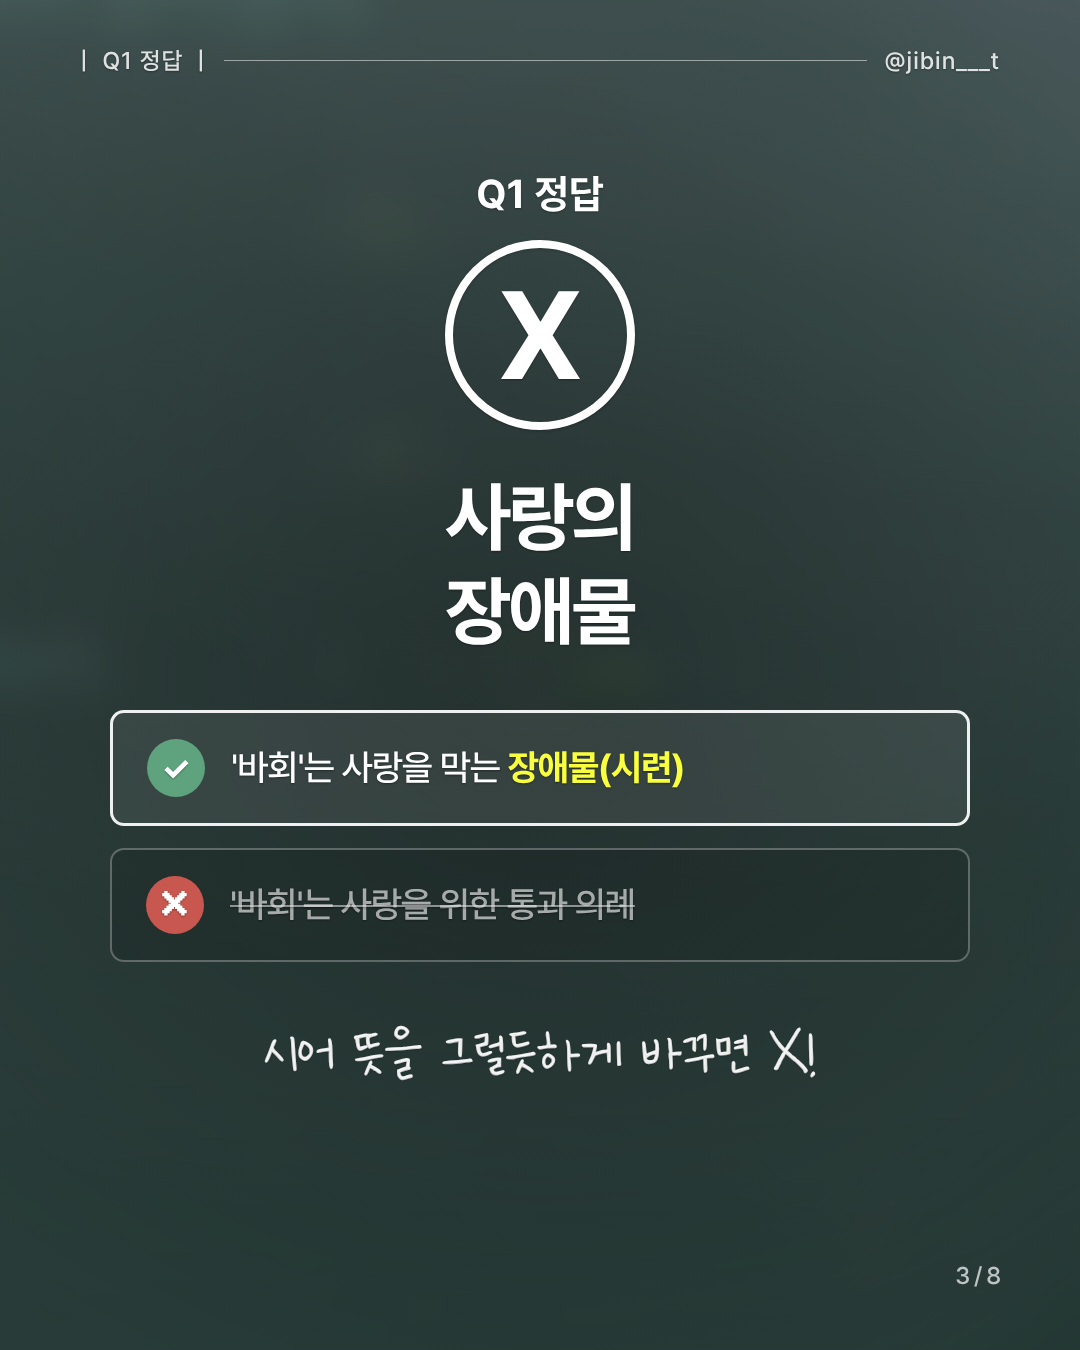 | Q1 정답 |
@jibin___t
Q1 정답
X
사랑의
장애물
'바회'는 사랑을 막는 장애물(시련)
'바회'는 사랑을 위한 통과 의례
시어 뜻을 그럴듯하게 바꾸면 X!
3/8